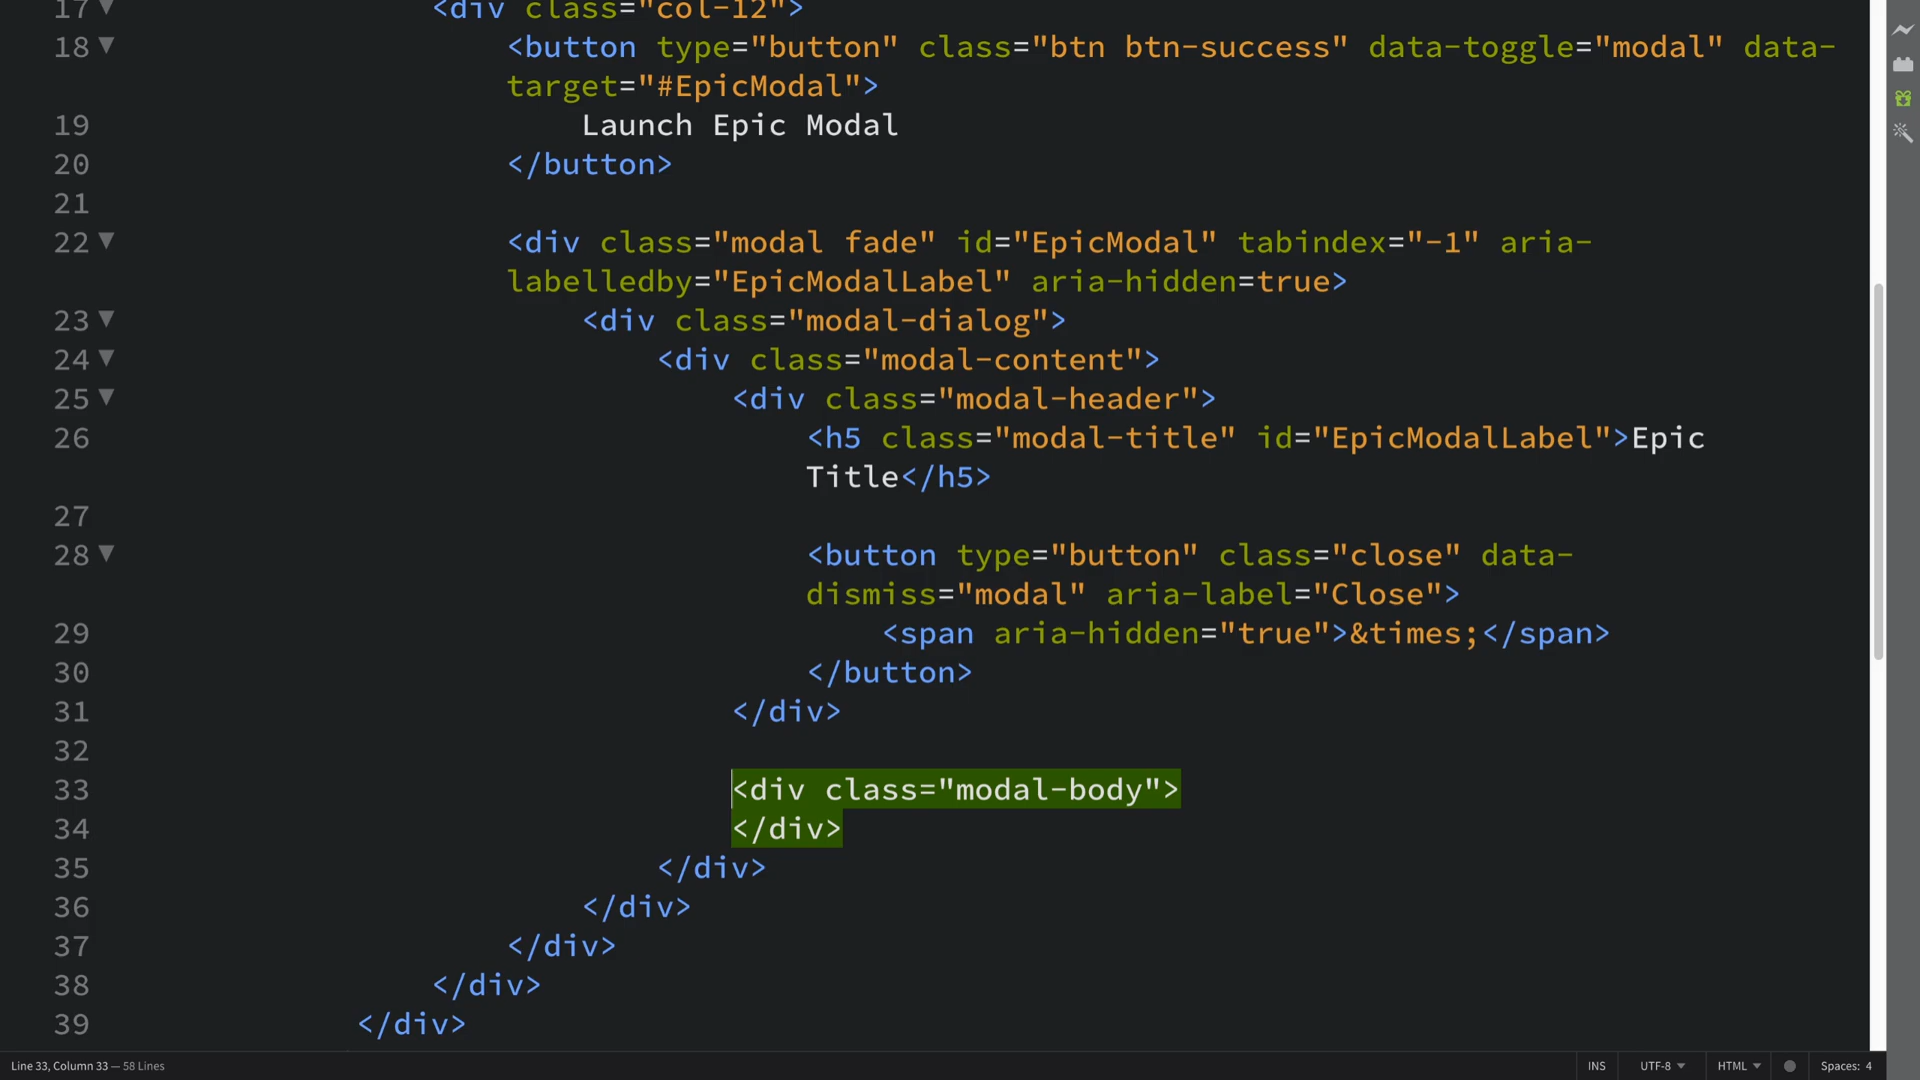 17 <div class="col-12">
18 <button type="button" class="btn btn-success" data-toggle="modal" data-
target="#EpicModal">
19 Launch Epic Modal
20 </button>
21
22 <div class="modal fade" id="EpicModal" tabindex="-1" aria-
labelledby="EpicModalLabel" aria-hidden=true>
23 <div class="modal-dialog">
24 <div class="modal-content">
25 <div class="modal-header">
26 <h5 class="modal-title" id="EpicModalLabel">Epic
Title</h5>
27
28 <button type="button" class="close" data-
dismiss="modal" aria-label="Close">
29 <span aria-hidden="true">&times;</span>
30 </button>
31 </div>
32
33 <div class="modal-body">
34 </div>
35 </div>
36 </div>
37 </div>
38 </div>
39 </div>
Line 33, Column 33 — 58 Lines INS UTF-8 HTML Spaces: 4